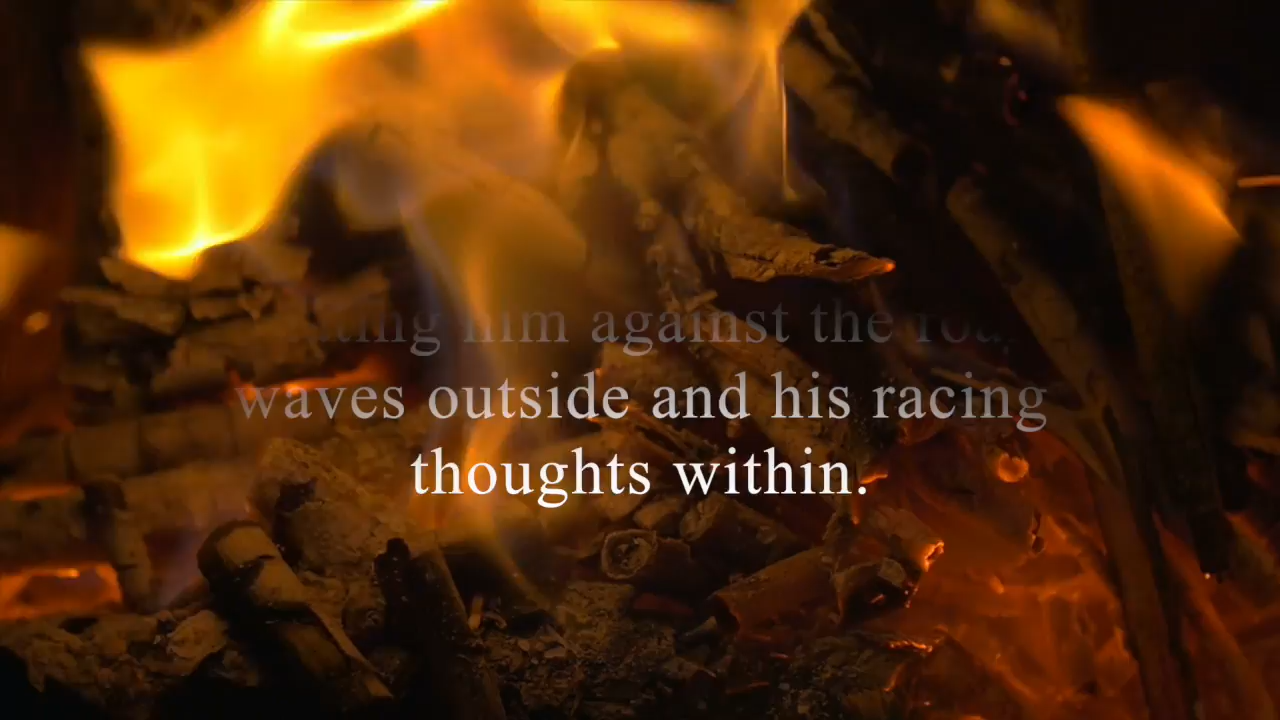 him against the
waves outside and his racing
thoughts within.